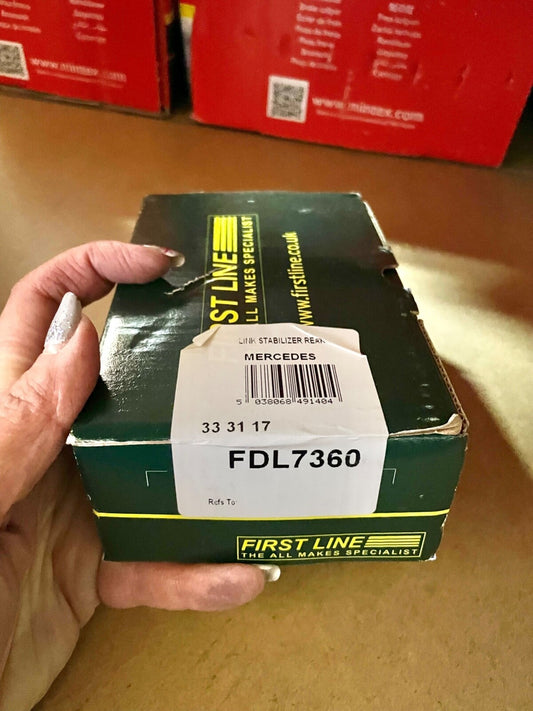 www.mintex.com
www.mintex.com
FIRST LINE
ALL MAKES SPECIALIST
www.firstline.co.uk
LINK STABILIZER REAR
MERCEDES
5 038068 491404
33 31 17
FDL7360
Refs To:
FIRST LINE
THE ALL MAKES SPECIALIST